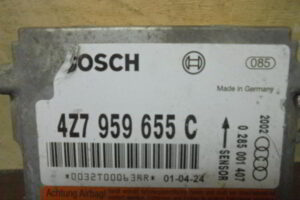 BOSCH
085
Made in Germany
4Z7 959 655 C
2002
0 285 001 407
SENSOR
*0032T00063RR* 01-04-24
Achtung Airbag!